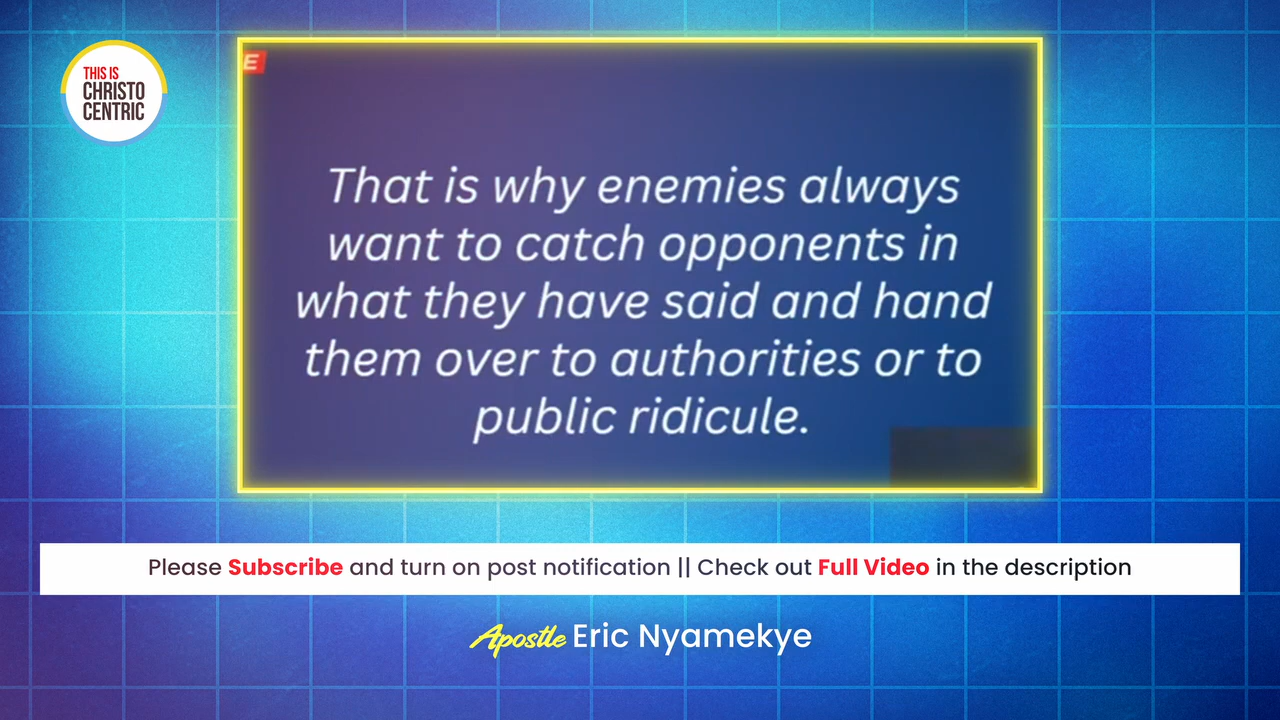 THIS IS
CHRISTO
CENTRIC
E
That is why enemies always
want to catch opponents in
what they have said and hand
them over to authorities or to
public ridicule.
Please Subscribe and turn on post notification || Check out Full Video in the description
Apostle Eric Nyamekye